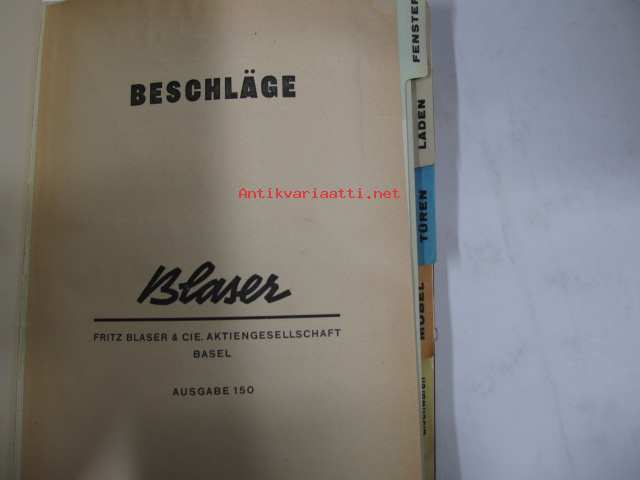 BESCHLÄGE
Antikvariaatti.net
Blaser
FRITZ BLASER & CIE. AKTIENGESELLSCHAFT
BASEL
AUSGABE 150
FENSTER
LADEN
TÜREN
MÖBEL